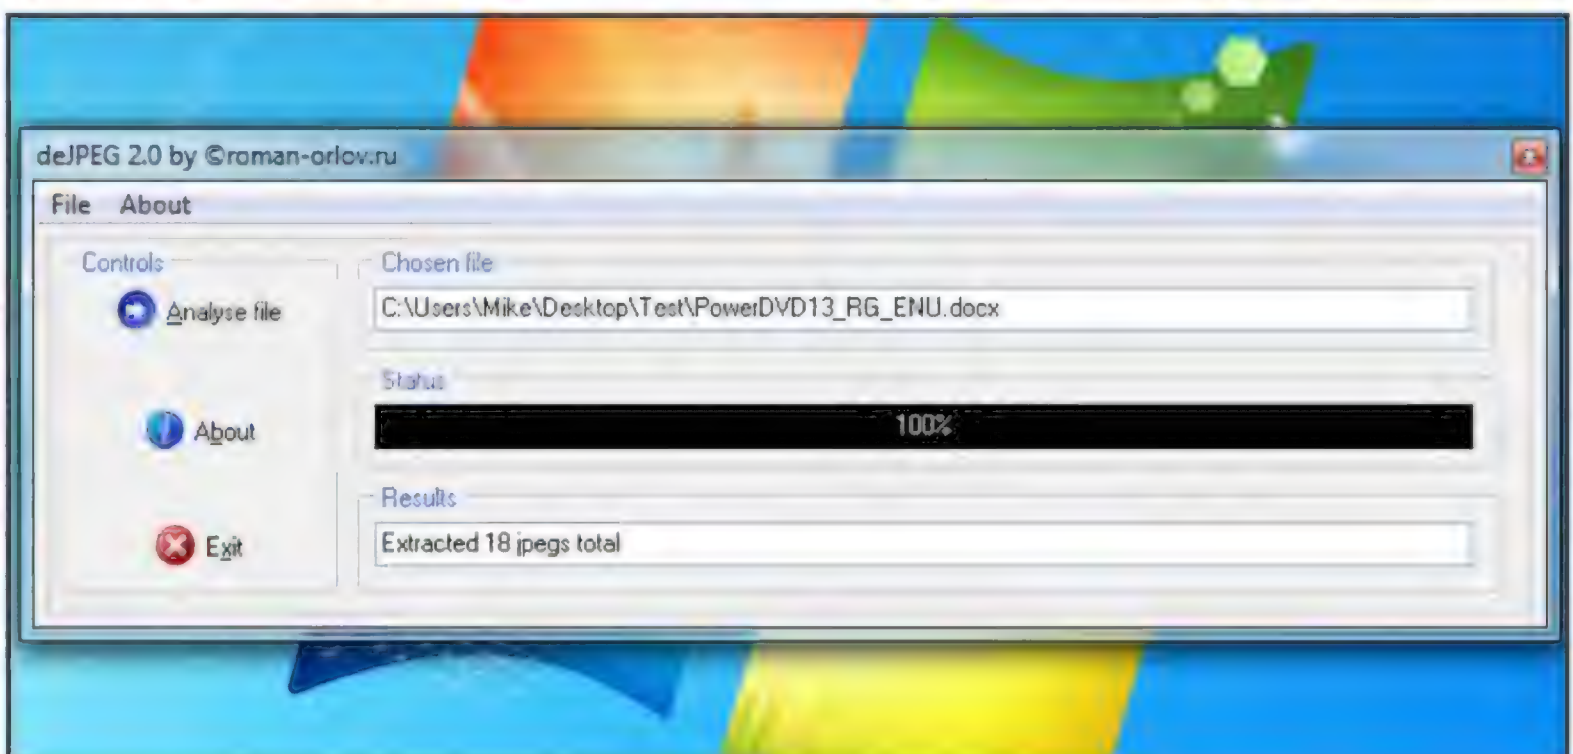 deJPEG 2.0 by ©roman-orlov.ru
File About
Controls
Analyse file
About
Exit
Chosen file
C:\Users\Mike\Desktop\Test\PowerDVD13_RG_ENU.docx
Status
100%
Results
Extracted 18 jpegs total